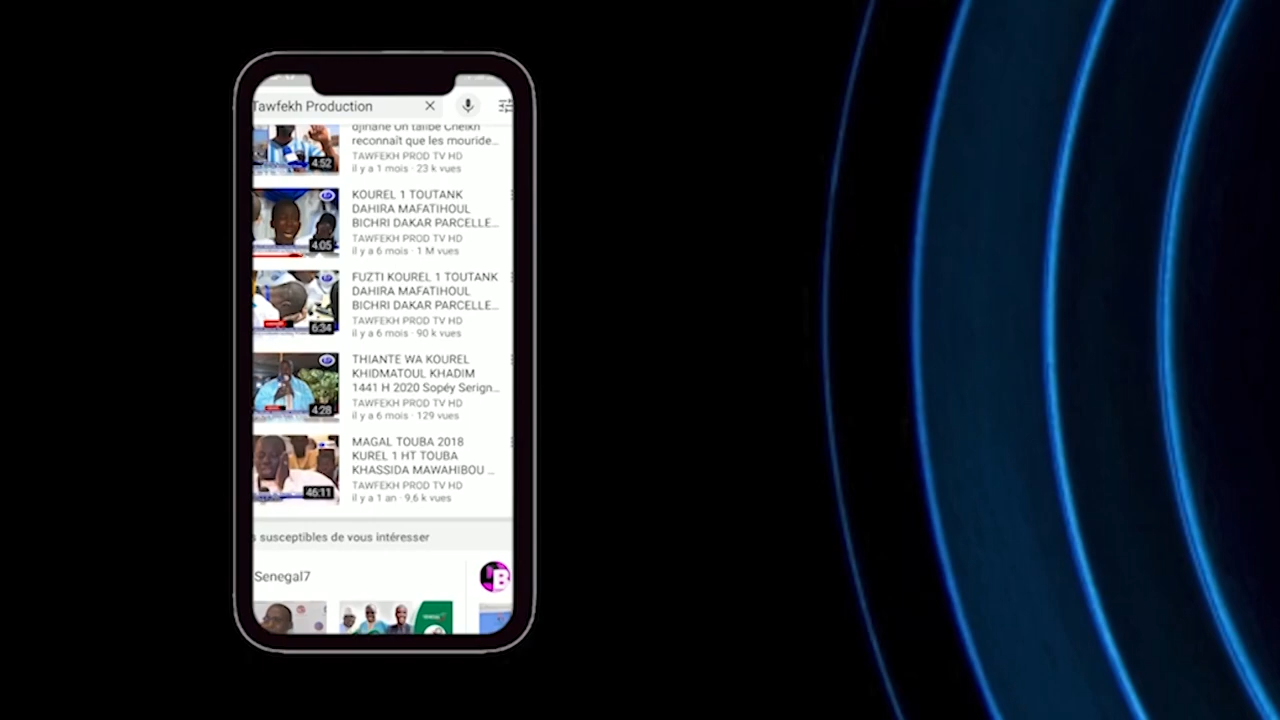 Tawfekh Production
djihane Un talibé Cheikh
reconnaît que les mouride...
TAWFEKH PROD TV HD
il y a 1 mois · 23 k vues
4:52
KOUREL 1 TOUTANK
DAHIRA MAFATIHOUL
BICHRI DAKAR PARCELLE...
TAWFEKH PROD TV HD
il y a 6 mois · 1 M vues
4:05
FUZTI KOUREL 1 TOUTANK
DAHIRA MAFATIHOUL
BICHRI DAKAR PARCELLE...
TAWFEKH PROD TV HD
il y a 6 mois · 90 k vues
6:34
THIANTE WA KOUREL
KHIDMATOUL KHADIM
1441 H 2020 Sopéy Serign...
TAWFEKH PROD TV HD
il y a 6 mois · 129 vues
4:28
MAGAL TOUBA 2018
KUREL 1 HT TOUBA
KHASSIDA MAWAHIBOU ...
TAWFEKH PROD TV HD
il y a 1 an · 9,6 k vues
46:11
s susceptibles de vous intéresser
Senegal7
B